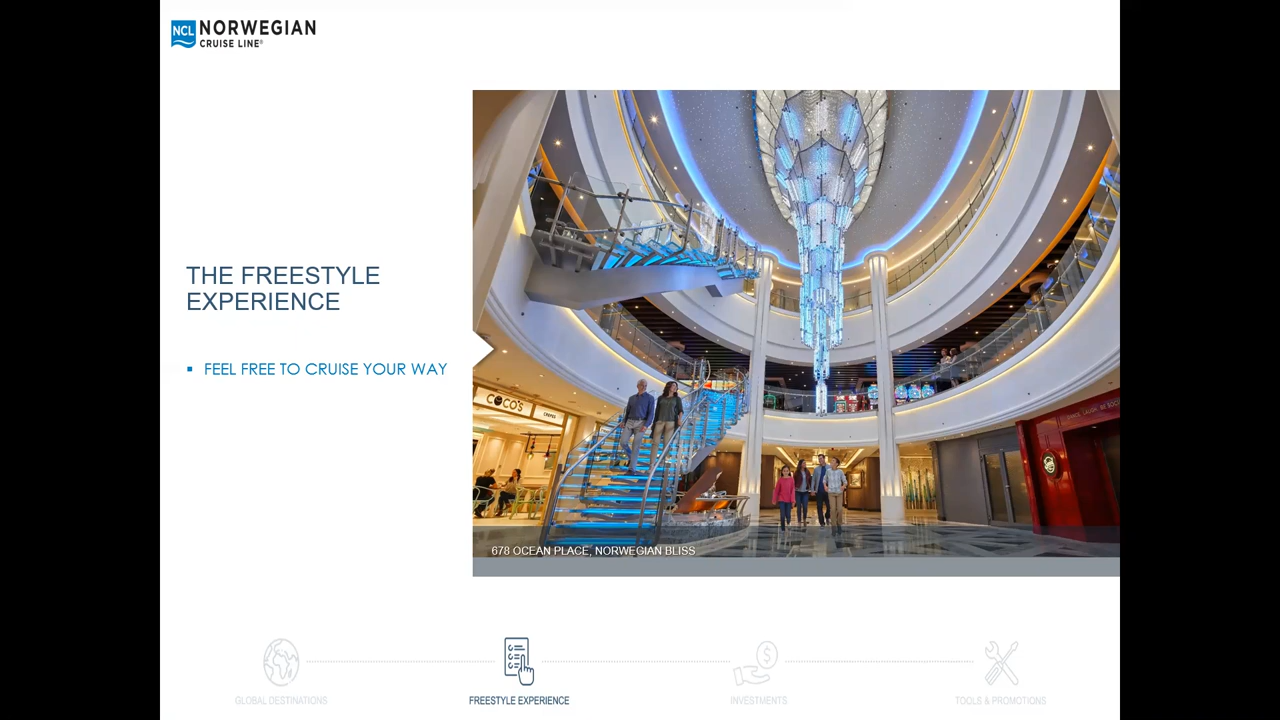 NCL NORWEGIAN
CRUISE LINE®
THE FREESTYLE
EXPERIENCE
▪ FEEL FREE TO CRUISE YOUR WAY
COCO'S
678 OCEAN PLACE, NORWEGIAN BLISS
GLOBAL DESTINATIONS
FREESTYLE EXPERIENCE
INVESTMENTS
TOOLS & PROMOTIONS